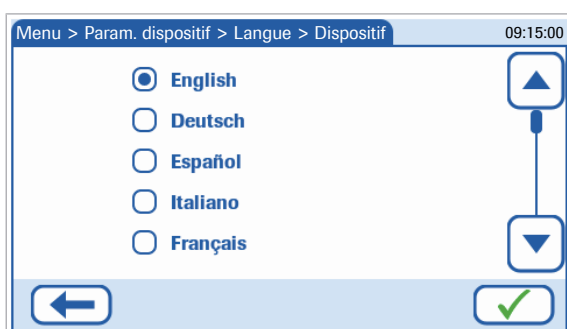 Menu > Param. dispositif > Langue > Dispositif 09:15:00
English
Deutsch
Español
Italiano
Français